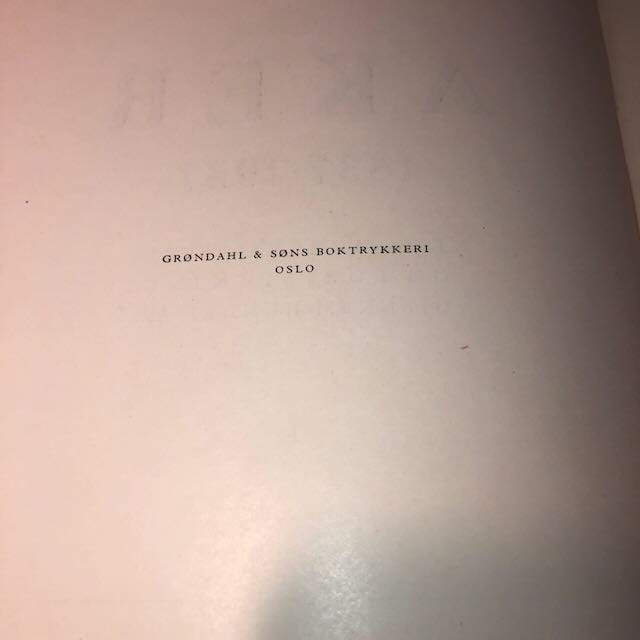 GRØNDAHL & SØNS BOKTRYKKERI
OSLO